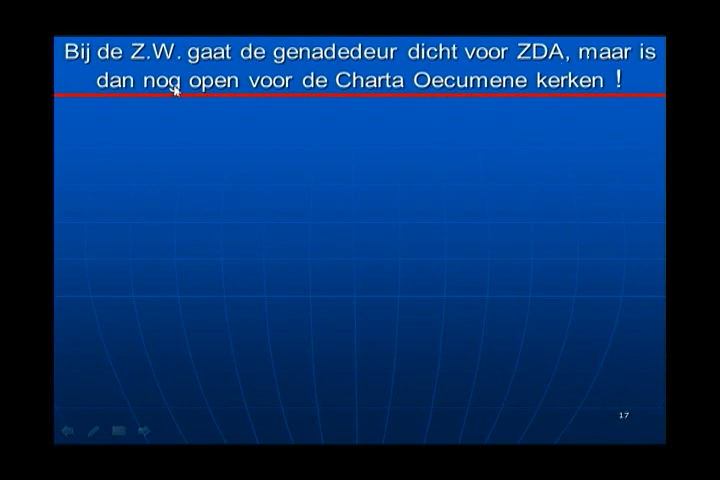 Bij de Z.W. gaat de genadedeur dicht voor ZDA, maar is
dan nog open voor de Charta Oecumene kerken !
17